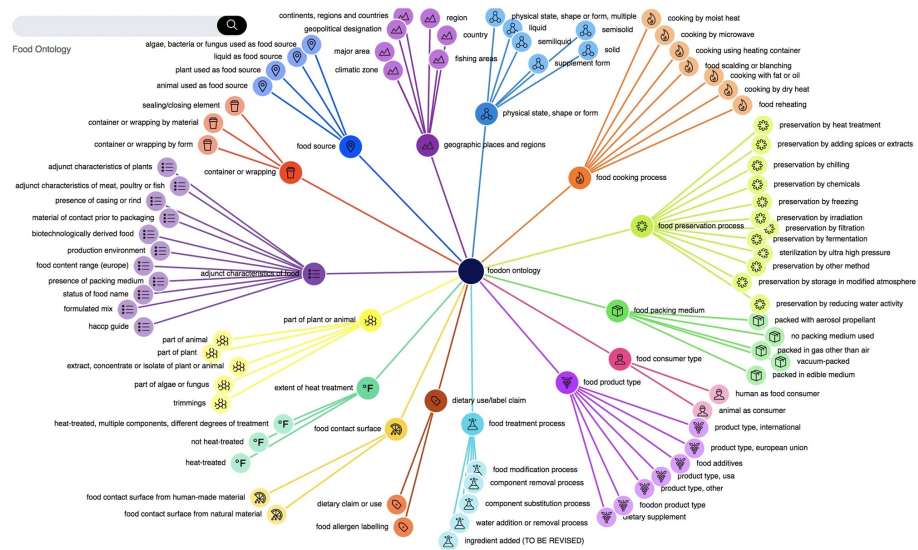 Food Ontology
continents, regions and countries
geopolitical designation
major area
climatic zone
region
country
fishing areas
geographic places and regions
physical state, shape or form, multiple
liquid
semiliquid
semisolid
solid
supplement form
physical state, shape or form
cooking by moist heat
cooking by microwave
cooking using heating container
food scalding or blanching
cooking with fat or oil
cooking by dry heat
food reheating
food cooking process
algae, bacteria or fungus used as food source
liquid as food source
plant used as food source
animal used as food source
food source
sealing/closing element
container or wrapping by material
container or wrapping by form
container or wrapping
preservation by heat treatment
preservation by adding spices or extracts
preservation by chilling
preservation by chemicals
preservation by freezing
preservation by irradiation
preservation by filtration
preservation by fermentation
sterilization by ultra high pressure
preservation by other method
preservation by storage in modified atmosphere
preservation by reducing water activity
food preservation process
adjunct characteristics of plants
adjunct characteristics of meat, poultry or fish
presence of casing or rind
material of contact prior to packaging
biotechnologically derived food
production environment
food content range (europe)
presence of packing medium
status of food name
formulated mix
haccp guide
adjunct characteristics of food
foodon ontology
food packing medium
packed with aerosol propellant
no packing medium used
packed in gas other than air
vacuum-packed
packed in edible medium
part of plant or animal
part of animal
part of plant
extract, concentrate or isolate of plant or animal
part of algae or fungus
trimmings
food consumer type
human as food consumer
animal as consumer
food product type
product type, international
product type, european union
food additives
product type, usa
product type, other
foodon product type
dietary supplement
extent of heat treatment
°F
heat-treated, multiple components, different degrees of treatment
°F
not heat-treated
°F
heat-treated
°F
food contact surface
food contact surface from human-made material
food contact surface from natural material
dietary use/label claim
dietary claim or use
food allergen labelling
food treatment process
food modification process
component removal process
component substitution process
water addition or removal process
ingredient added (TO BE REVISED)